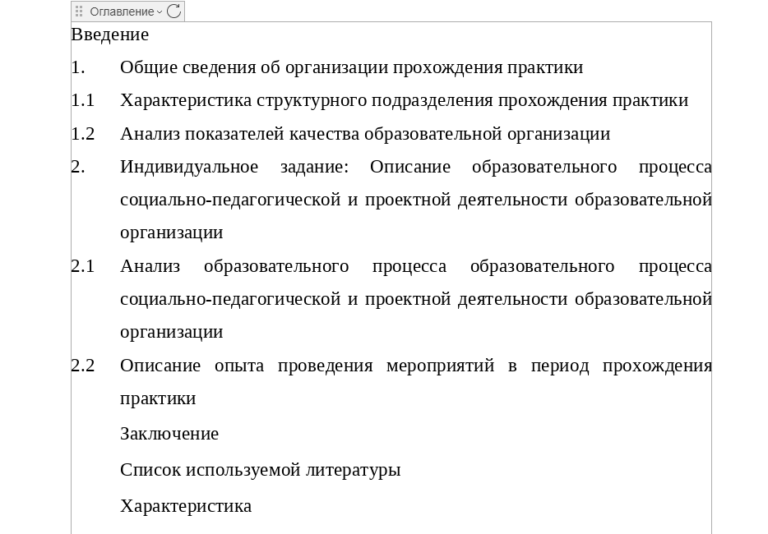 Оглавление
Введение
1. Общие сведения об организации прохождения практики
1.1 Характеристика структурного подразделения прохождения практики
1.2 Анализ показателей качества образовательной организации
2. Индивидуальное задание: Описание образовательного процесса
социально-педагогической и проектной деятельности образовательной
организации
2.1 Анализ образовательного процесса образовательного процесса
социально-педагогической и проектной деятельности образовательной
организации
2.2 Описание опыта проведения мероприятий в период прохождения
практики
Заключение
Список используемой литературы
Характеристика